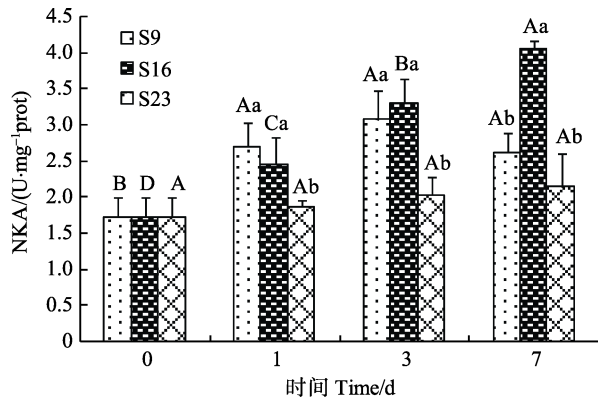 NKA/(U·mg⁻¹prot)
4.5
4.0
3.5
3.0
2.5
2.0
1.5
1.0
0.5
0
S9
S16
S23
B D A
Aa Ca Ab
Aa Ba Ab
Ab Aa Ab
0 1 3 7
时间 Time/d